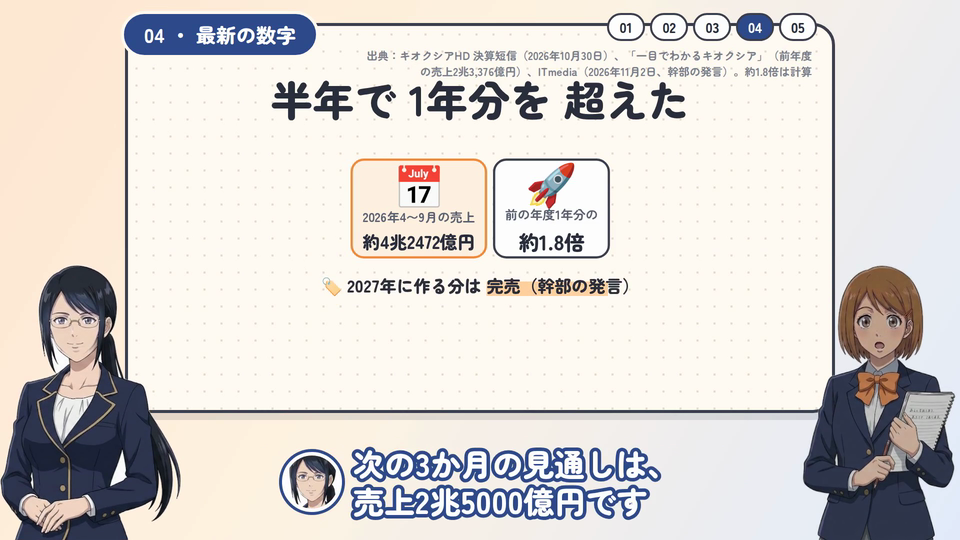 04 ・ 最新の数字
01 02 03 04 05
出典：キオクシアHD 決算短信（2026年10月30日）、「一目でわかるキオクシア」（前年度
の売上2兆3,376億円）、ITmedia（2026年11月2日、幹部の発言）。約1.8倍は計算
半年で 1年分を 超えた
July
17
2026年4〜9月の売上
約4兆2472億円
前の年度1年分の
約1.8倍
2027年に作る分は 完売（幹部の発言）
次の3か月の見通しは、
売上2兆5000億円です